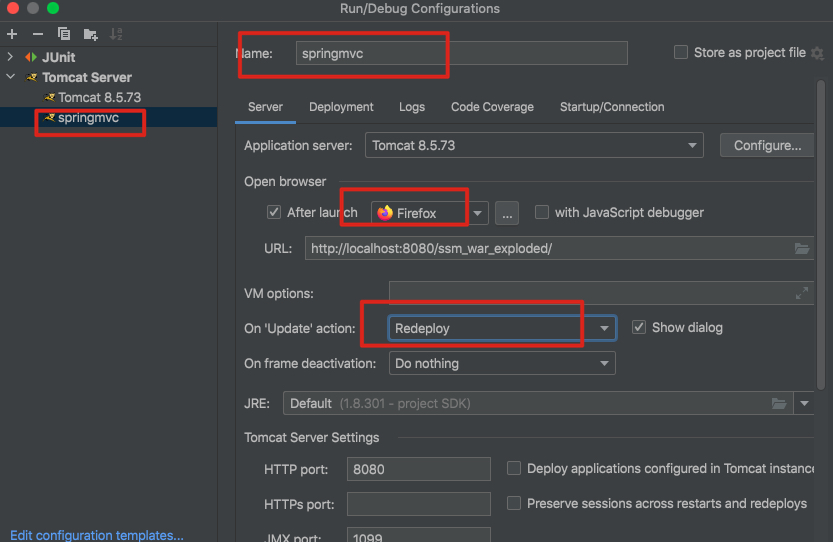 Run/Debug Configurations
JUnit
Tomcat Server
Tomcat 8.5.73
springmvc
Edit configuration templates...
Name: springmvc
Store as project file
Server Deployment Logs Code Coverage Startup/Connection
Application server: Tomcat 8.5.73 Configure...
Open browser
After launch Firefox ... with JavaScript debugger
URL: http://localhost:8080/ssm_war_exploded/
VM options:
On 'Update' action: Redeploy Show dialog
On frame deactivation: Do nothing
JRE: Default (1.8.301 - project SDK)
Tomcat Server Settings
HTTP port: 8080 Deploy applications configured in Tomcat instance
HTTPs port: Preserve sessions across restarts and redeploys
JMX port: 1099